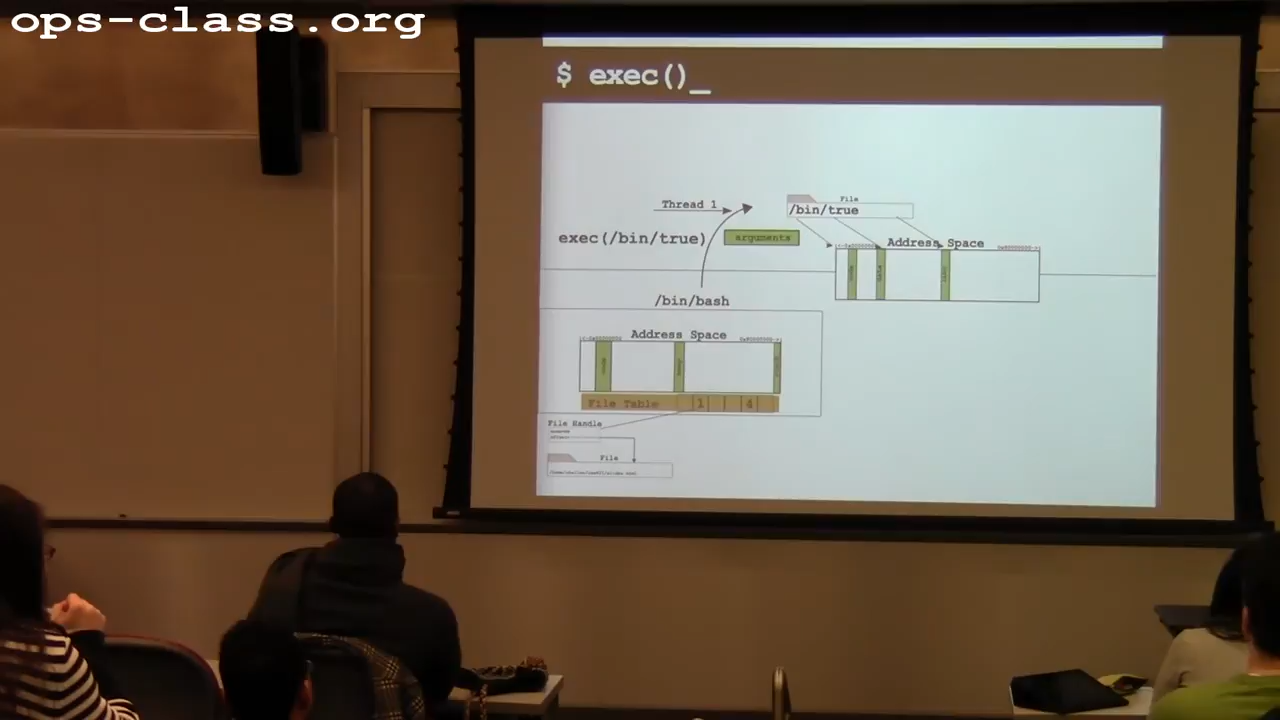 ops-class.org
$ exec()_
Thread 1
File
/bin/true
exec(/bin/true)
arguments
Address Space
/bin/bash
Address Space
File Table 1 4
File Handle
File